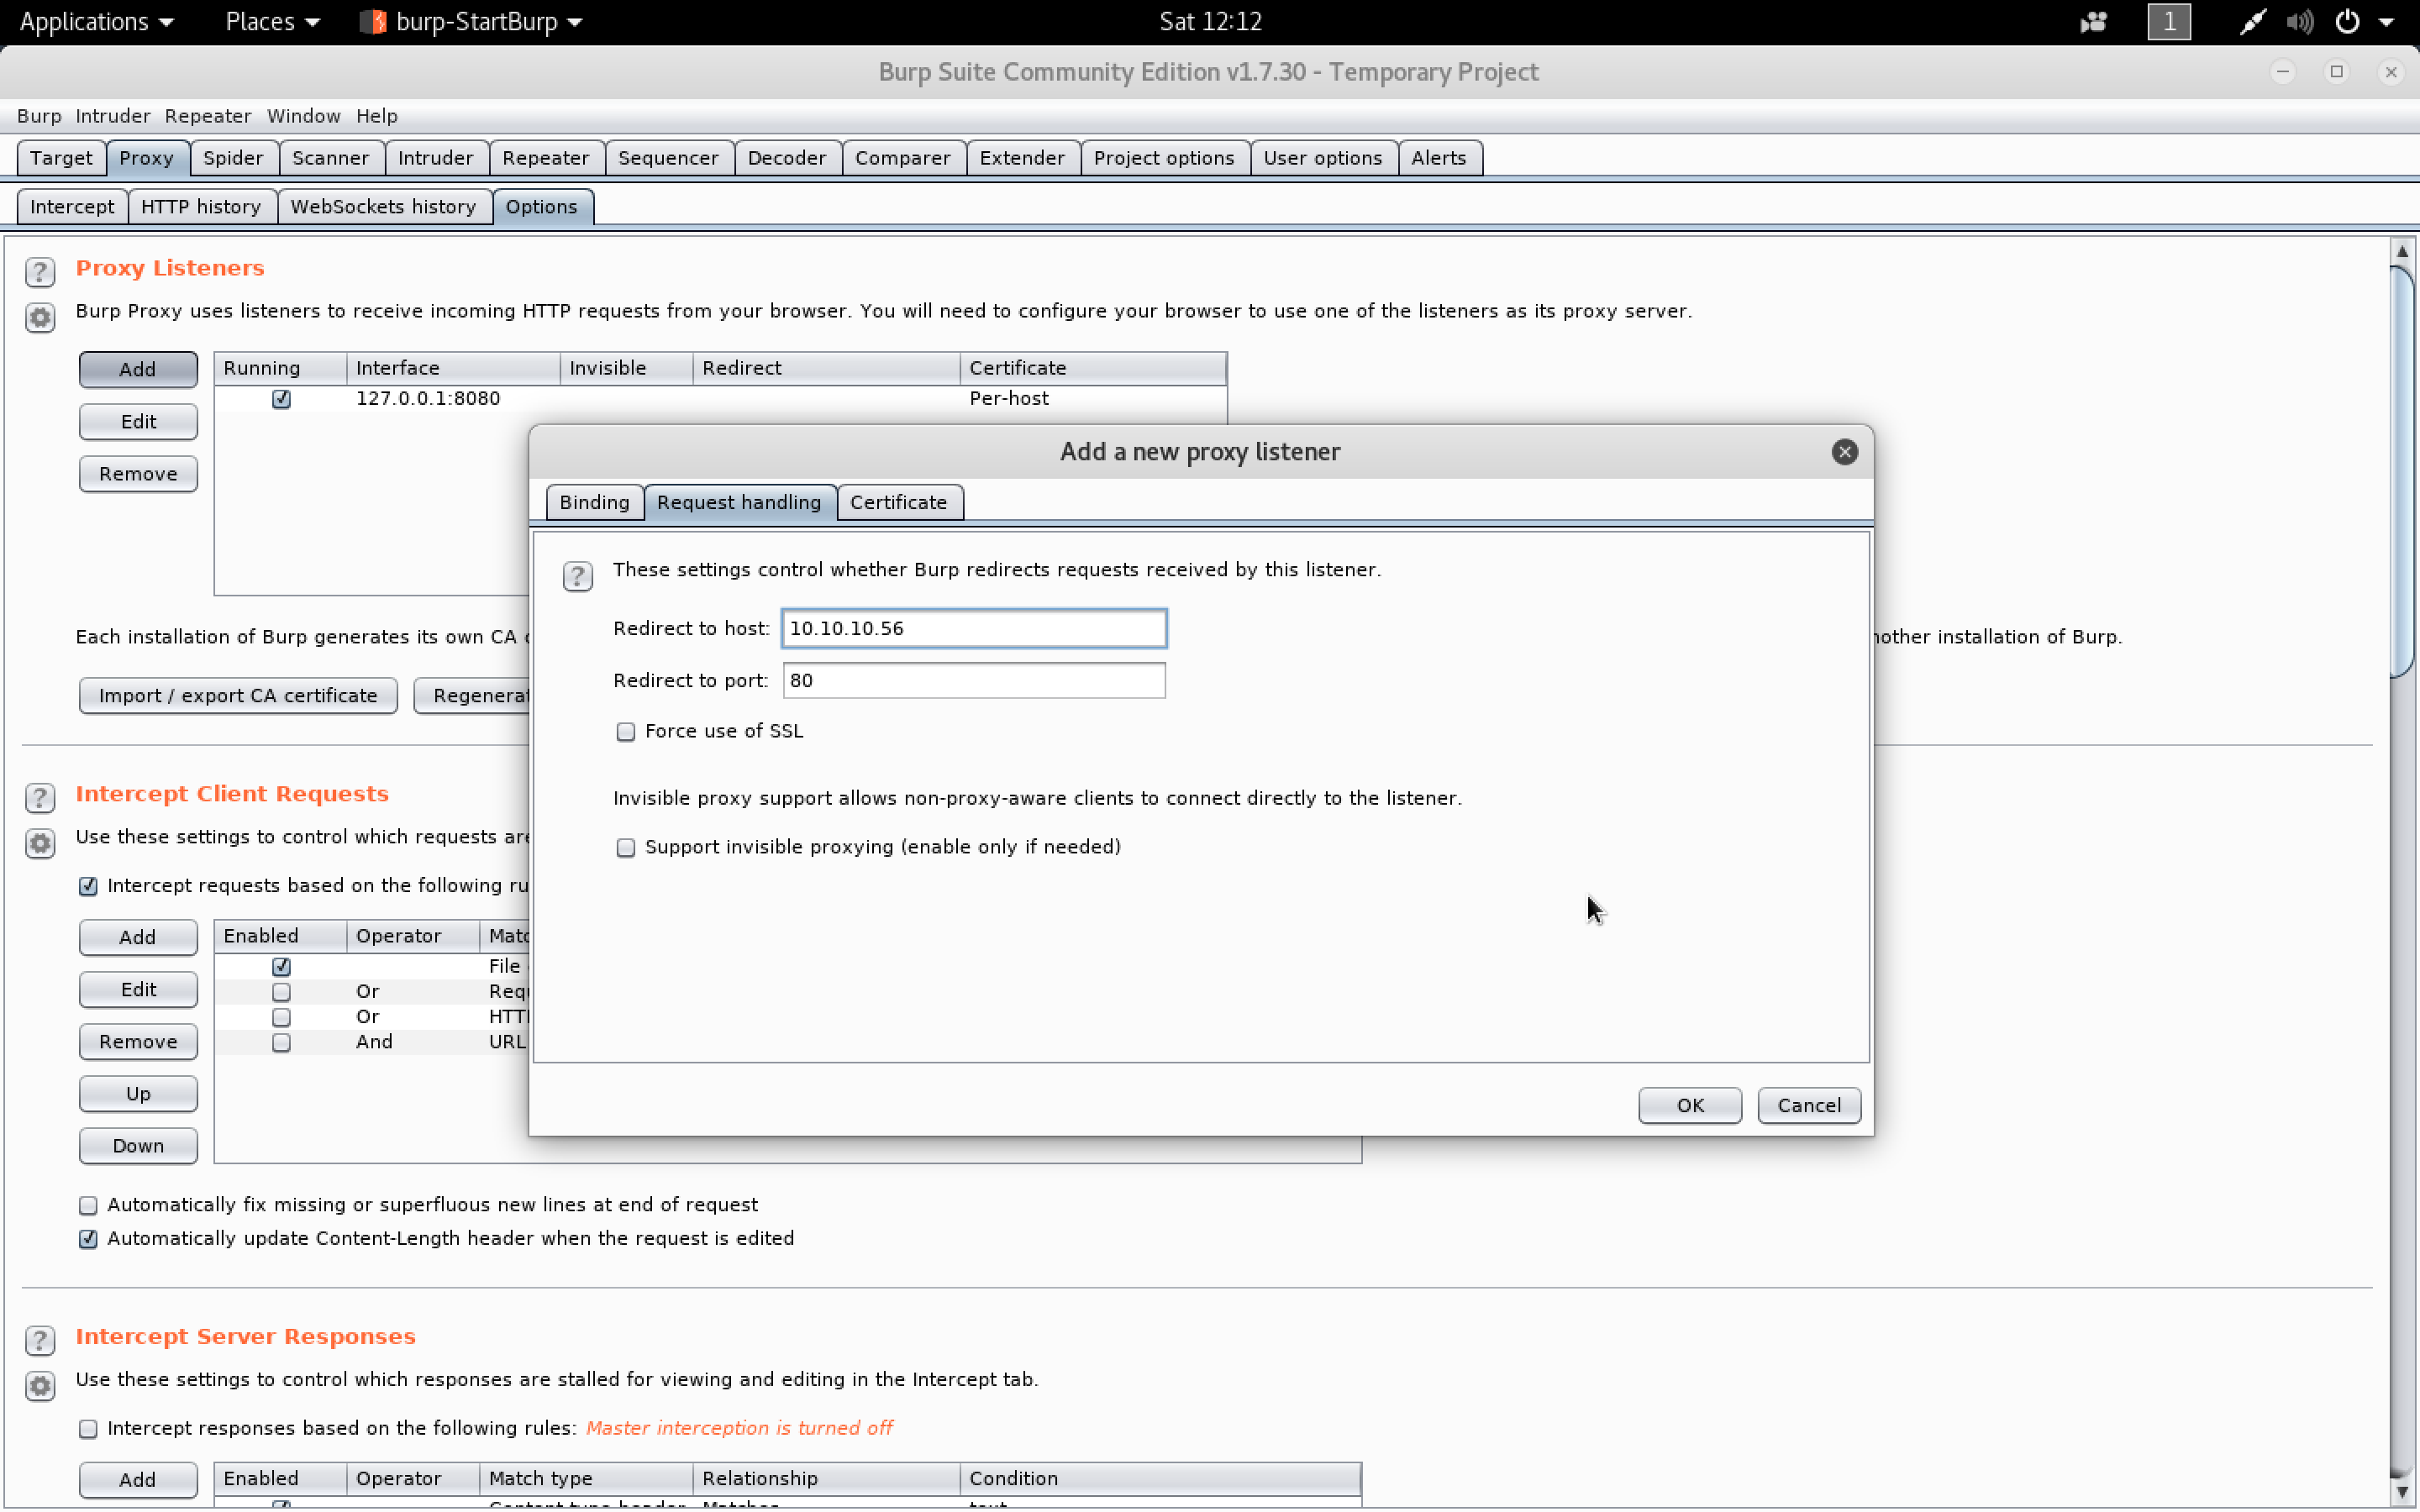 Applications Places burp-StartBurp Sat 12:12 1
Burp Suite Community Edition v1.7.30 - Temporary Project
Burp Intruder Repeater Window Help
Target Proxy Spider Scanner Intruder Repeater Sequencer Decoder Comparer Extender Project options User options Alerts
Intercept HTTP history WebSockets history Options
? Proxy Listeners
Burp Proxy uses listeners to receive incoming HTTP requests from your browser. You will need to configure your browser to use one of the listeners as its proxy server.
Add Running Interface Invisible Redirect Certificate
127.0.0.1:8080 Per-host
Edit
Remove
Each installation of Burp generates its own CA
nother installation of Burp.
Import / export CA certificate Regenerat
Add a new proxy listener
Binding Request handling Certificate
? These settings control whether Burp redirects requests received by this listener.
Redirect to host: 10.10.10.56
Redirect to port: 80
Force use of SSL
Invisible proxy support allows non-proxy-aware clients to connect directly to the listener.
Support invisible proxying (enable only if needed)
OK Cancel
? Intercept Client Requests
Use these settings to control which requests are
Intercept requests based on the following ru
Add Enabled Operator Matc
File
Edit Or Requ
Or HTT
Remove And URL
Up
Down
Automatically fix missing or superfluous new lines at end of request
Automatically update Content-Length header when the request is edited
? Intercept Server Responses
Use these settings to control which responses are stalled for viewing and editing in the Intercept tab.
Intercept responses based on the following rules: Master interception is turned off
Add Enabled Operator Match type Relationship Condition